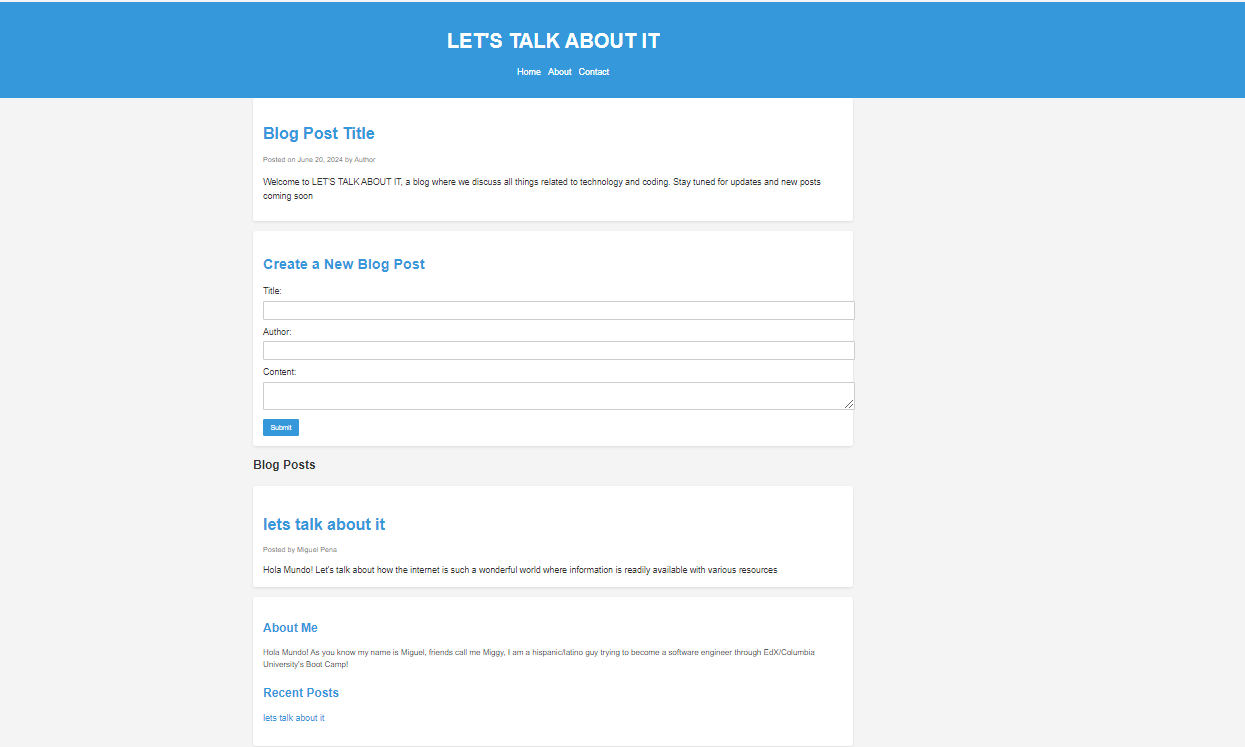 LET'S TALK ABOUT IT
Home About Contact
Blog Post Title
Posted on June 20, 2024 by Author
Welcome to LET'S TALK ABOUT IT, a blog where we discuss all things related to technology and coding. Stay tuned for updates and new posts
coming soon
Create a New Blog Post
Title:
Author:
Content:
Submit
Blog Posts
lets talk about it
Posted by Miguel Pena
Hola Mundo! Let's talk about how the internet is such a wonderful world where information is readily available with various resources
About Me
Hola Mundo! As you know my name is Miguel, friends call me Miggy, I am a hispanic/latino guy trying to become a software engineer through EdX/Columbia
University's Boot Camp!
Recent Posts
lets talk about it